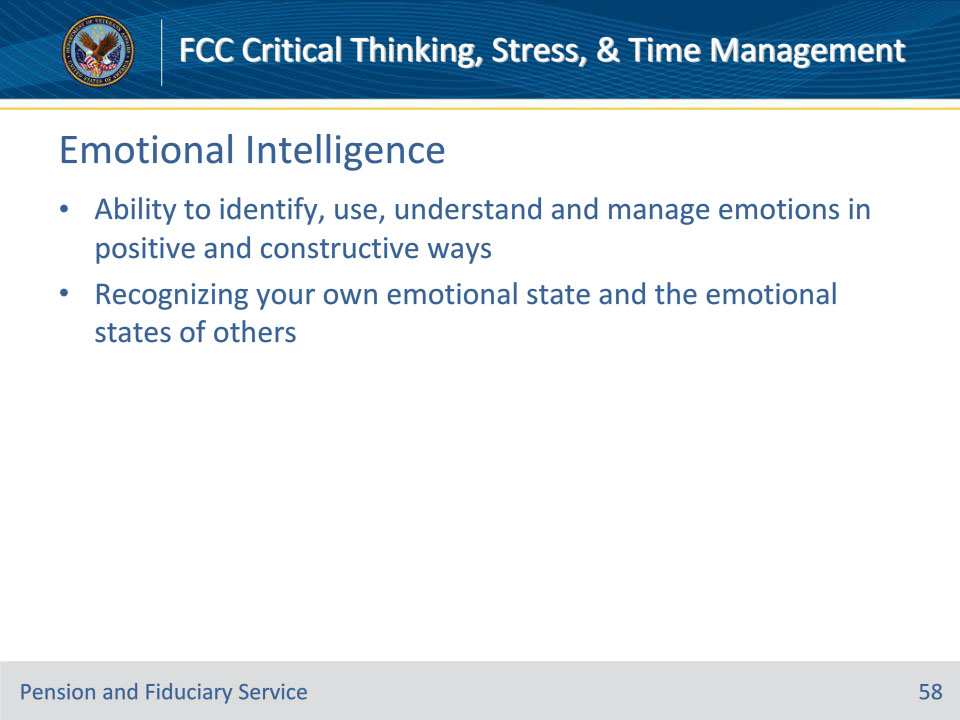 FCC Critical Thinking, Stress, & Time Management
Emotional Intelligence
• Ability to identify, use, understand and manage emotions in
positive and constructive ways
• Recognizing your own emotional state and the emotional
states of others
Pension and Fiduciary Service
58